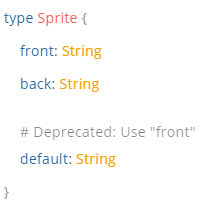 type Sprite {
front: String
back: String
# Deprecated: Use "front"
default: String
}